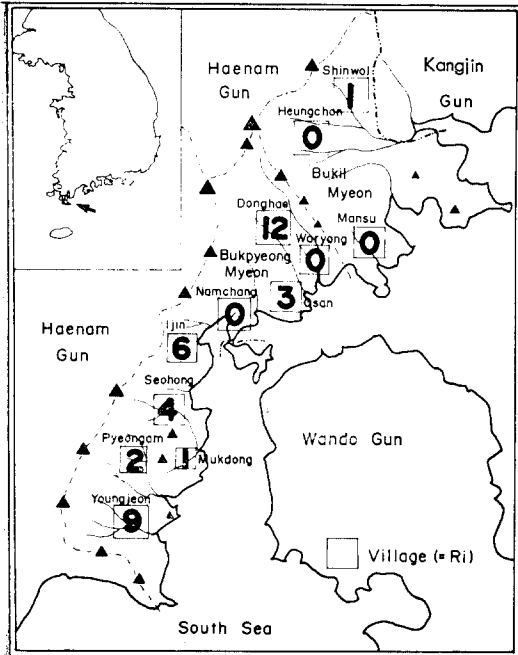 Haenam
Gun
Shinwol
1
Kangjin
Gun
Heungchon
0
Bukil
Myeon
Donghae
12
Mansu
0
Woryong
0
Bukpyeong
Myeon
Namchang
0
3
Osan
Haenam
Gun
Ijin
6
Seohong
4
Pyeongam
2
1
Mukdong
Wando Gun
Youngjeon
9
Village (= Ri)
South Sea